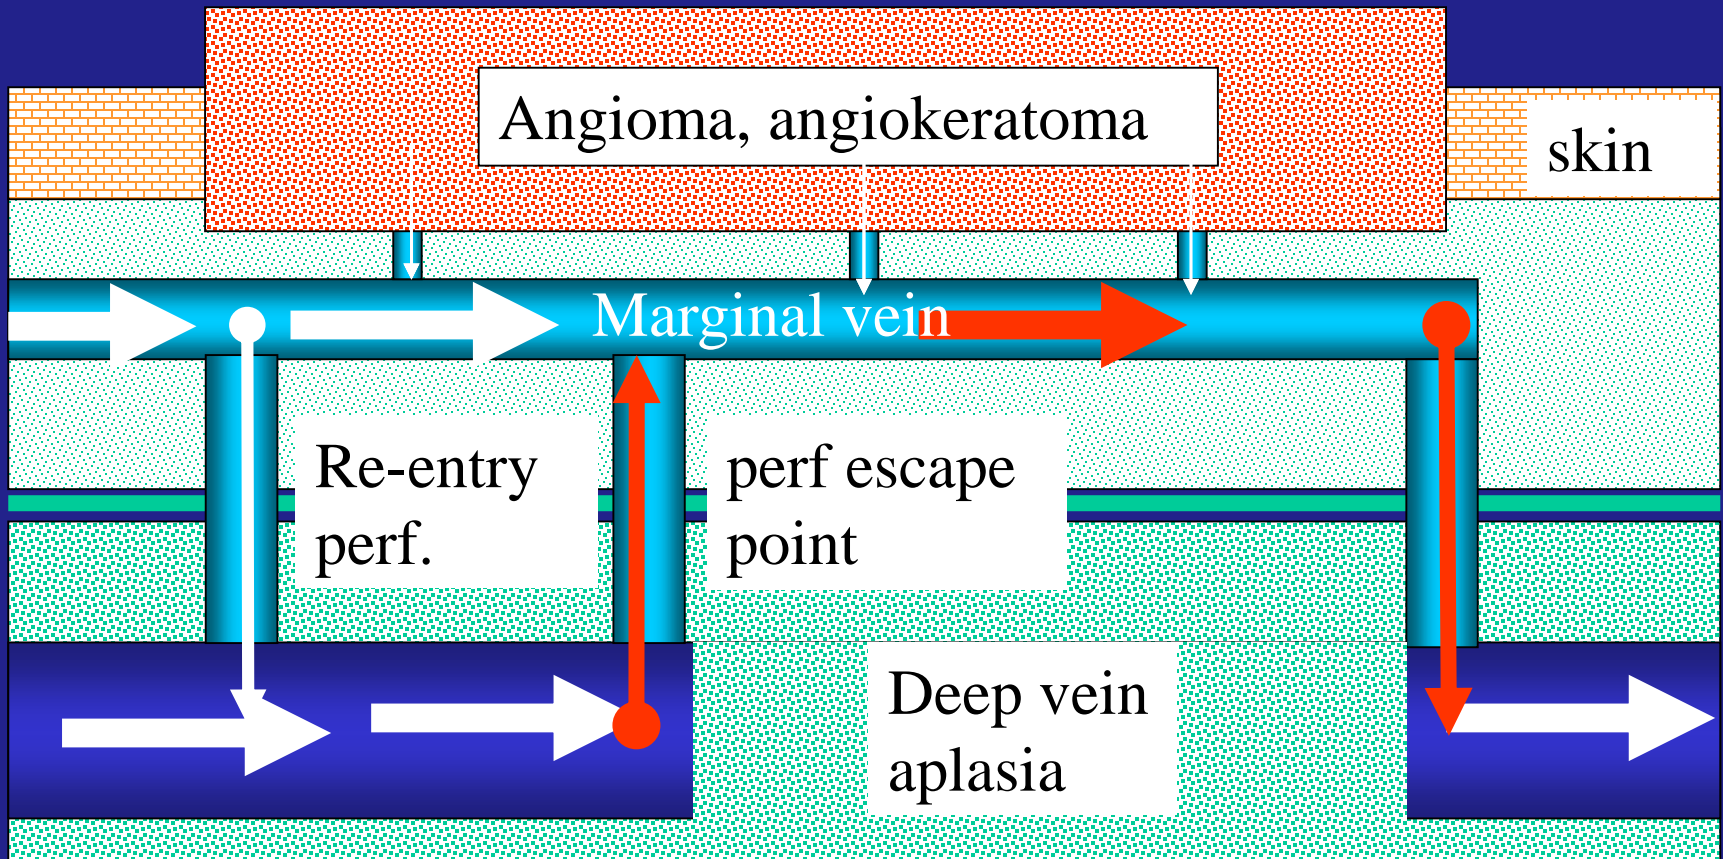 Angioma, angiokeratoma
skin
Marginal vein
Re-entry
perf.
perf escape
point
Deep vein
aplasia